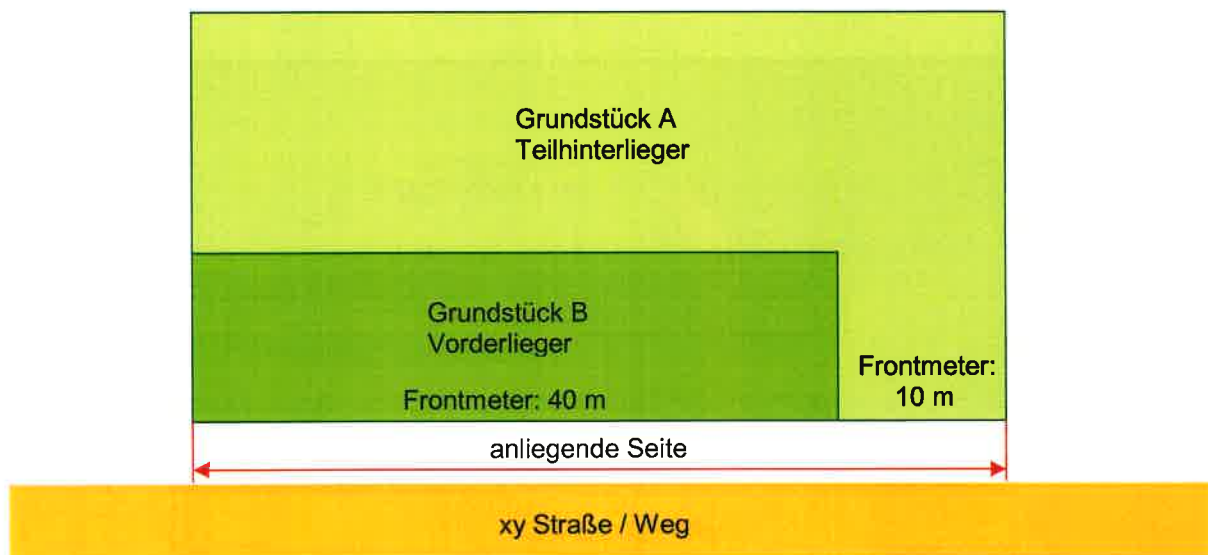 Grundstück A
Teilhinterlieger
Grundstück B
Vorderlieger
Frontmeter: 40 m
Frontmeter:
10 m
anliegende Seite
xy Straße / Weg